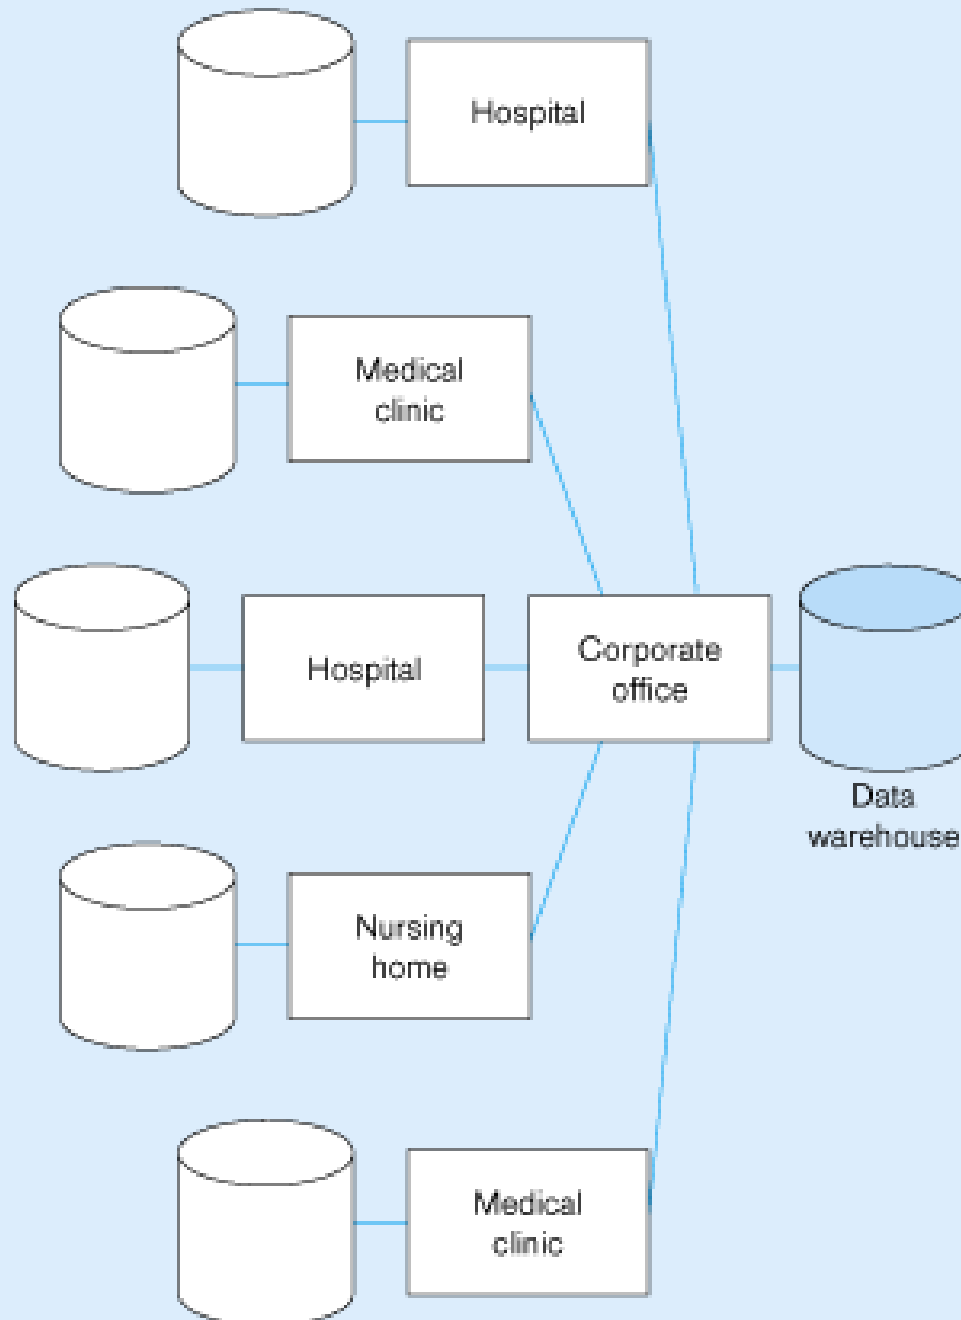 Hospital
Medical
clinic
Hospital
Corporate
office
Data
warehouse
Nursing
home
Medical
clinic